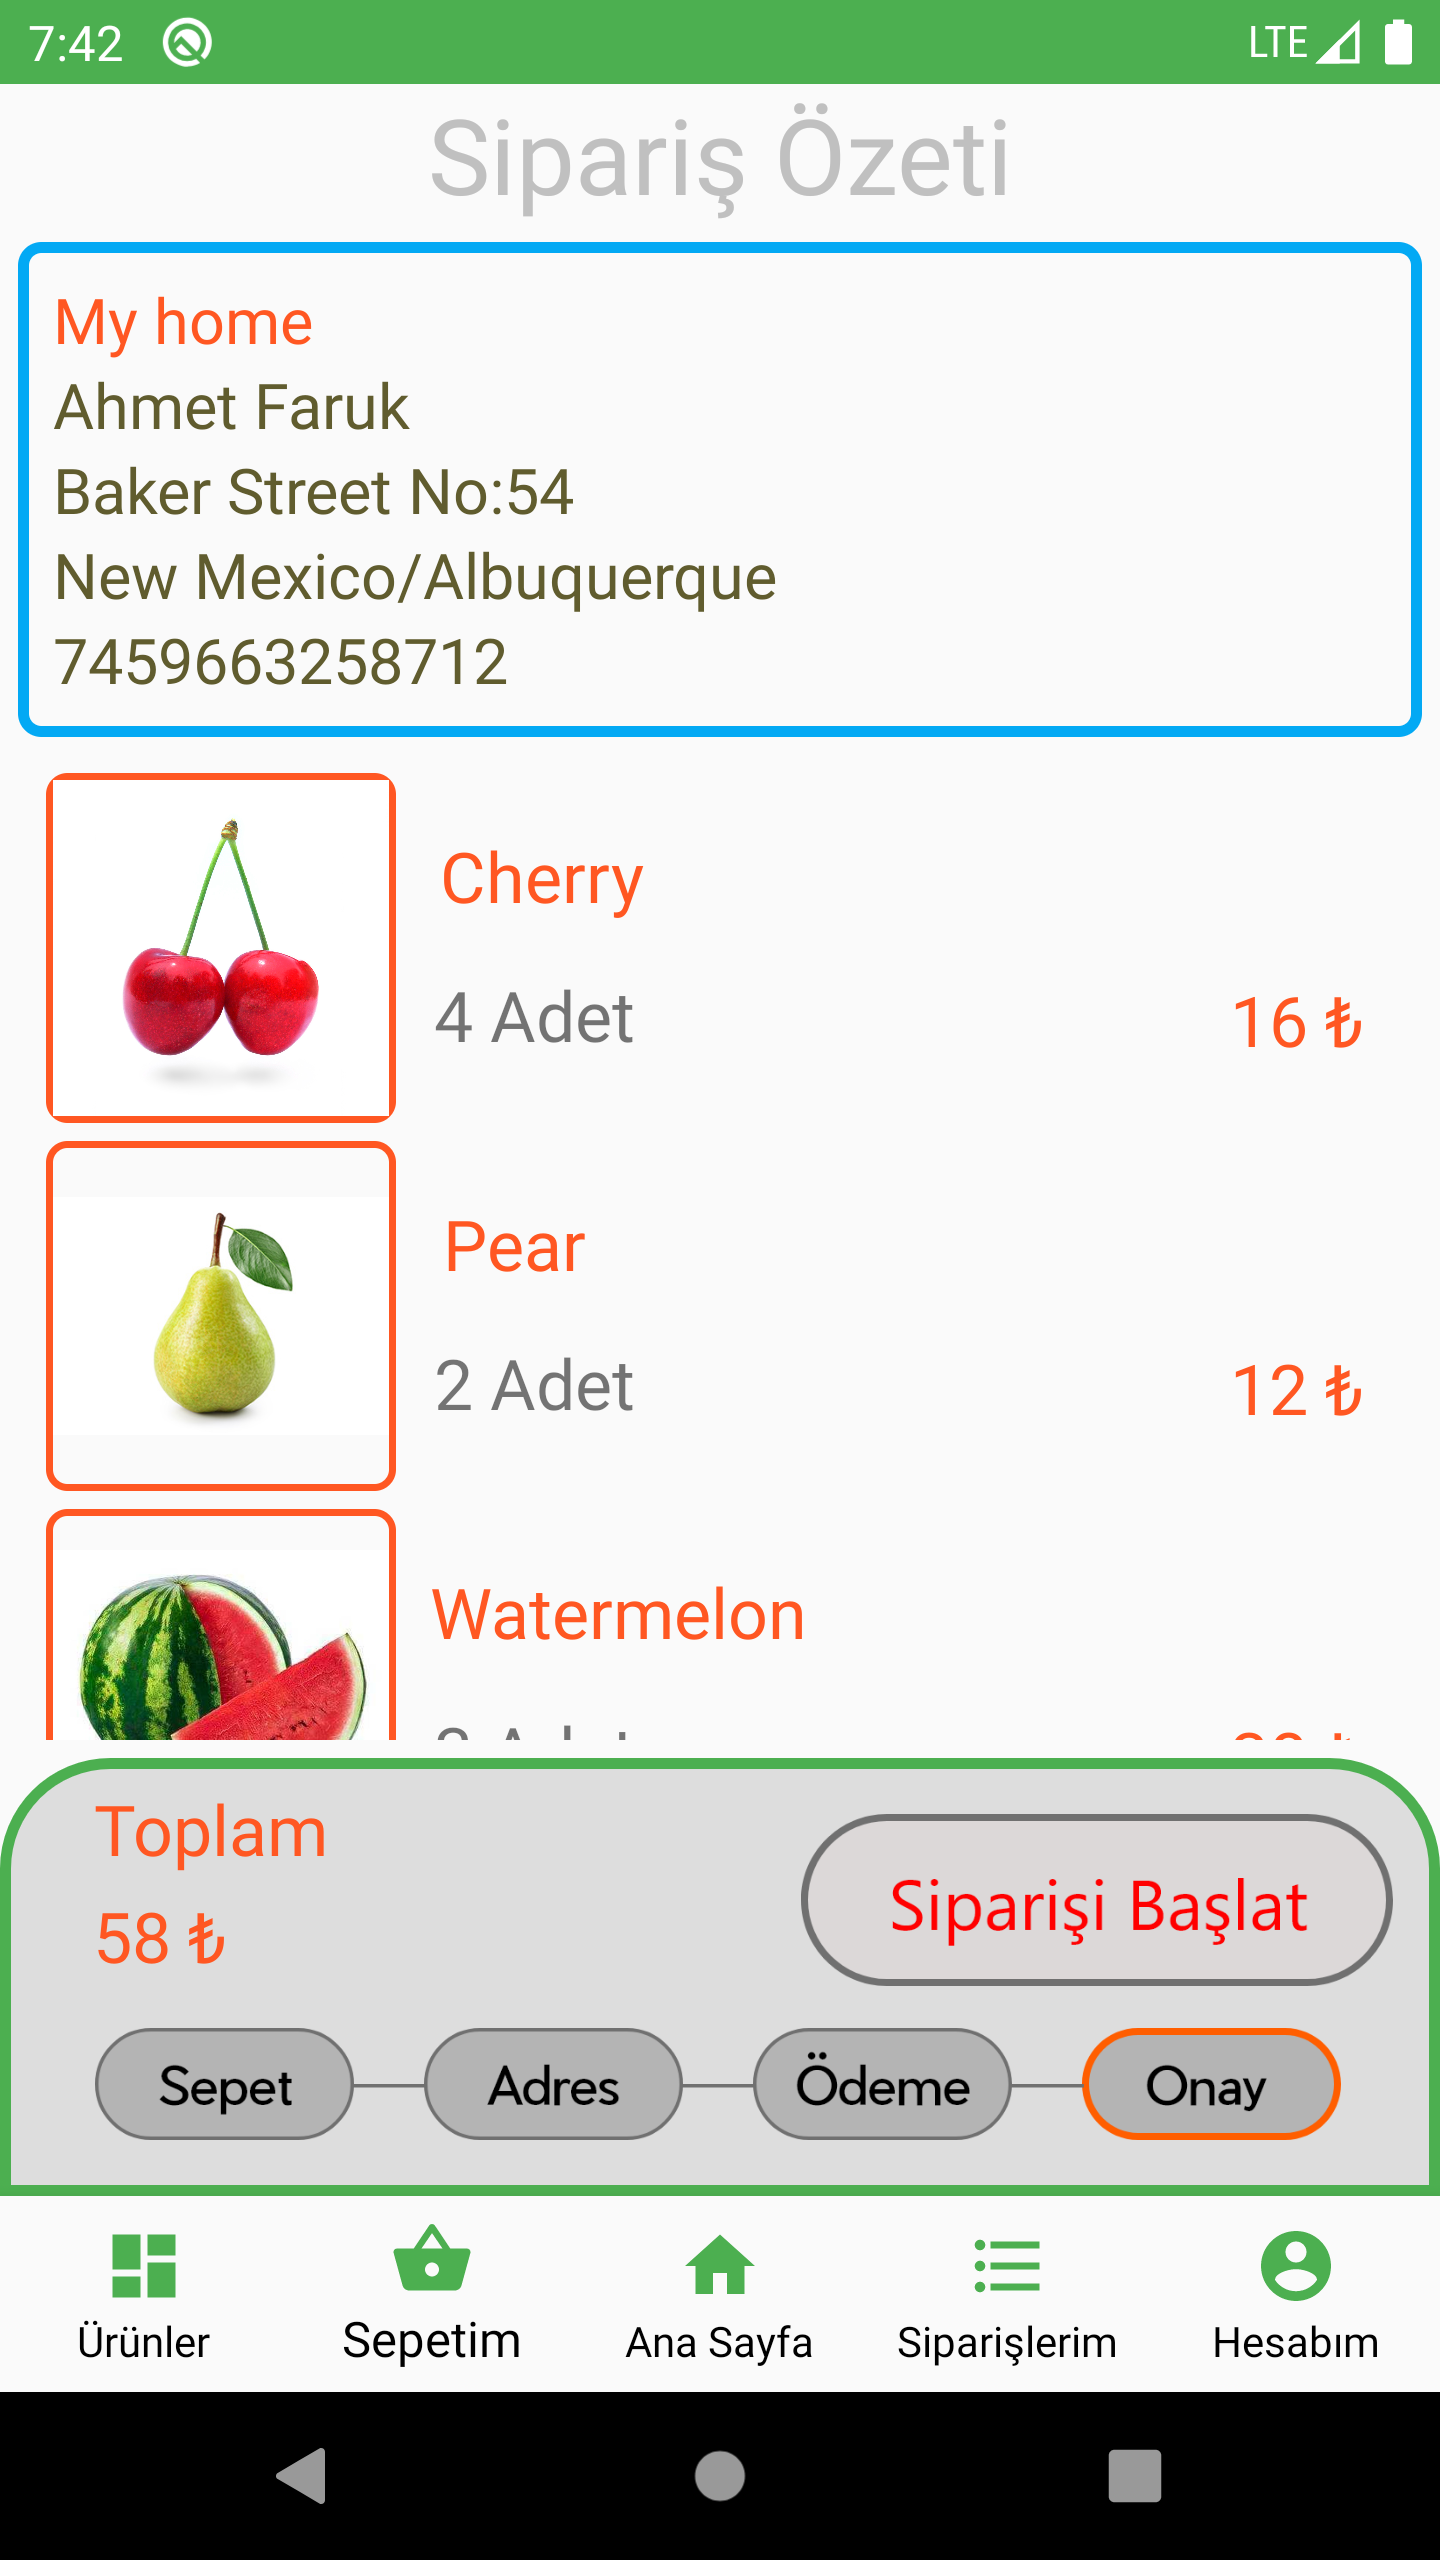 7:42
LTE
Sipariş Özeti
My home
Ahmet Faruk
Baker Street No:54
New Mexico/Albuquerque
7459663258712
Cherry
4 Adet
16 ₺
Pear
2 Adet
12 ₺
Watermelon
Toplam
58 ₺
Siparişi Başlat
Sepet
Adres
Ödeme
Onay
Ürünler
Sepetim
Ana Sayfa
Siparişlerim
Hesabım